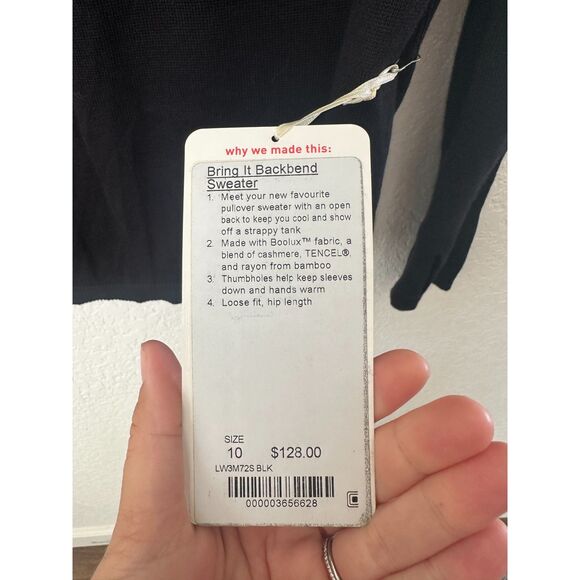 why we made this:
Bring It Backbend
Sweater
1. Meet your new favourite
pullover sweater with an open
back to keep you cool and show
off a strappy tank
2. Made with Boolux™ fabric, a
blend of cashmere, TENCEL®,
and rayon from bamboo
3. Thumbholes help keep sleeves
down and hands warm
4. Loose fit, hip length
SIZE
10 $128.00
LW3M72S BLK
000003656628